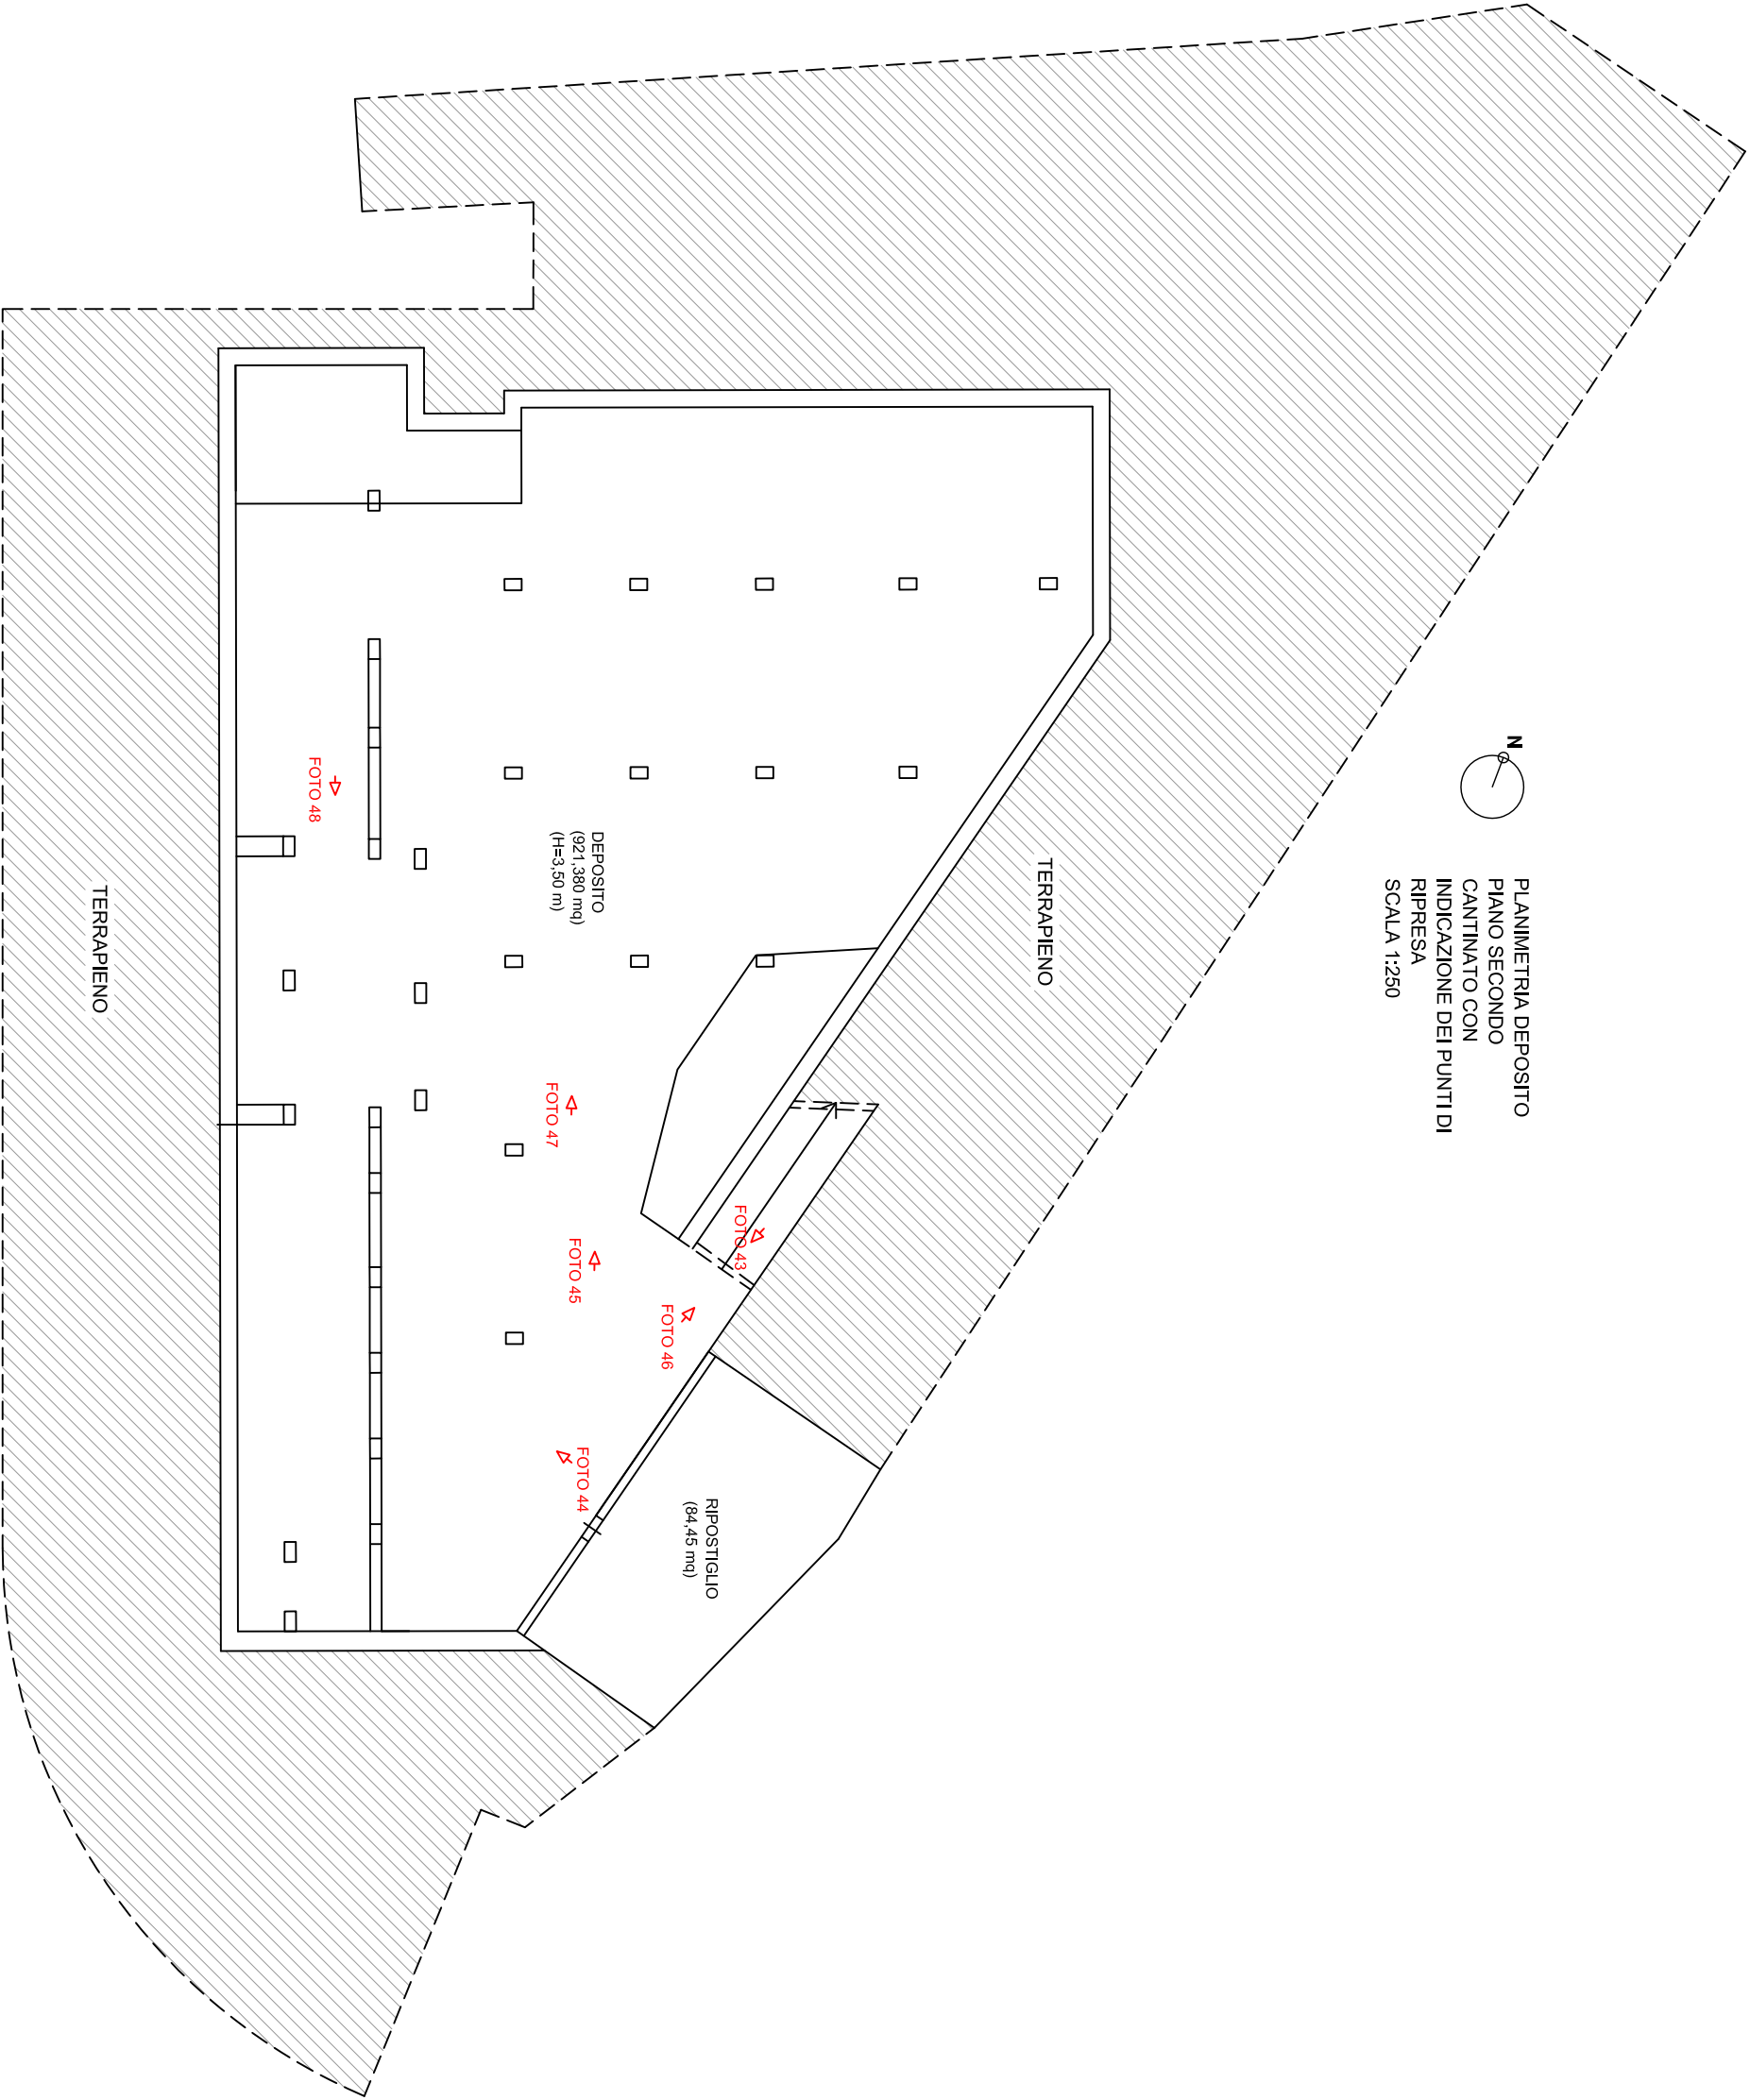 N
PLANIMETRIA DEPOSITO
PIANO SECONDO
CANTINATO CON
INDICAZIONE DEI PUNTI DI
RIPRESA
SCALA 1:250
TERRAPIENO
FOTO 43
RIPOSTIGLIO
(84,45 mq)
FOTO 46
DEPOSITO
(921,380 mq)
(H=3,50 m)
FOTO 45
FOTO 44
FOTO 47
FOTO 48
TERRAPIENO